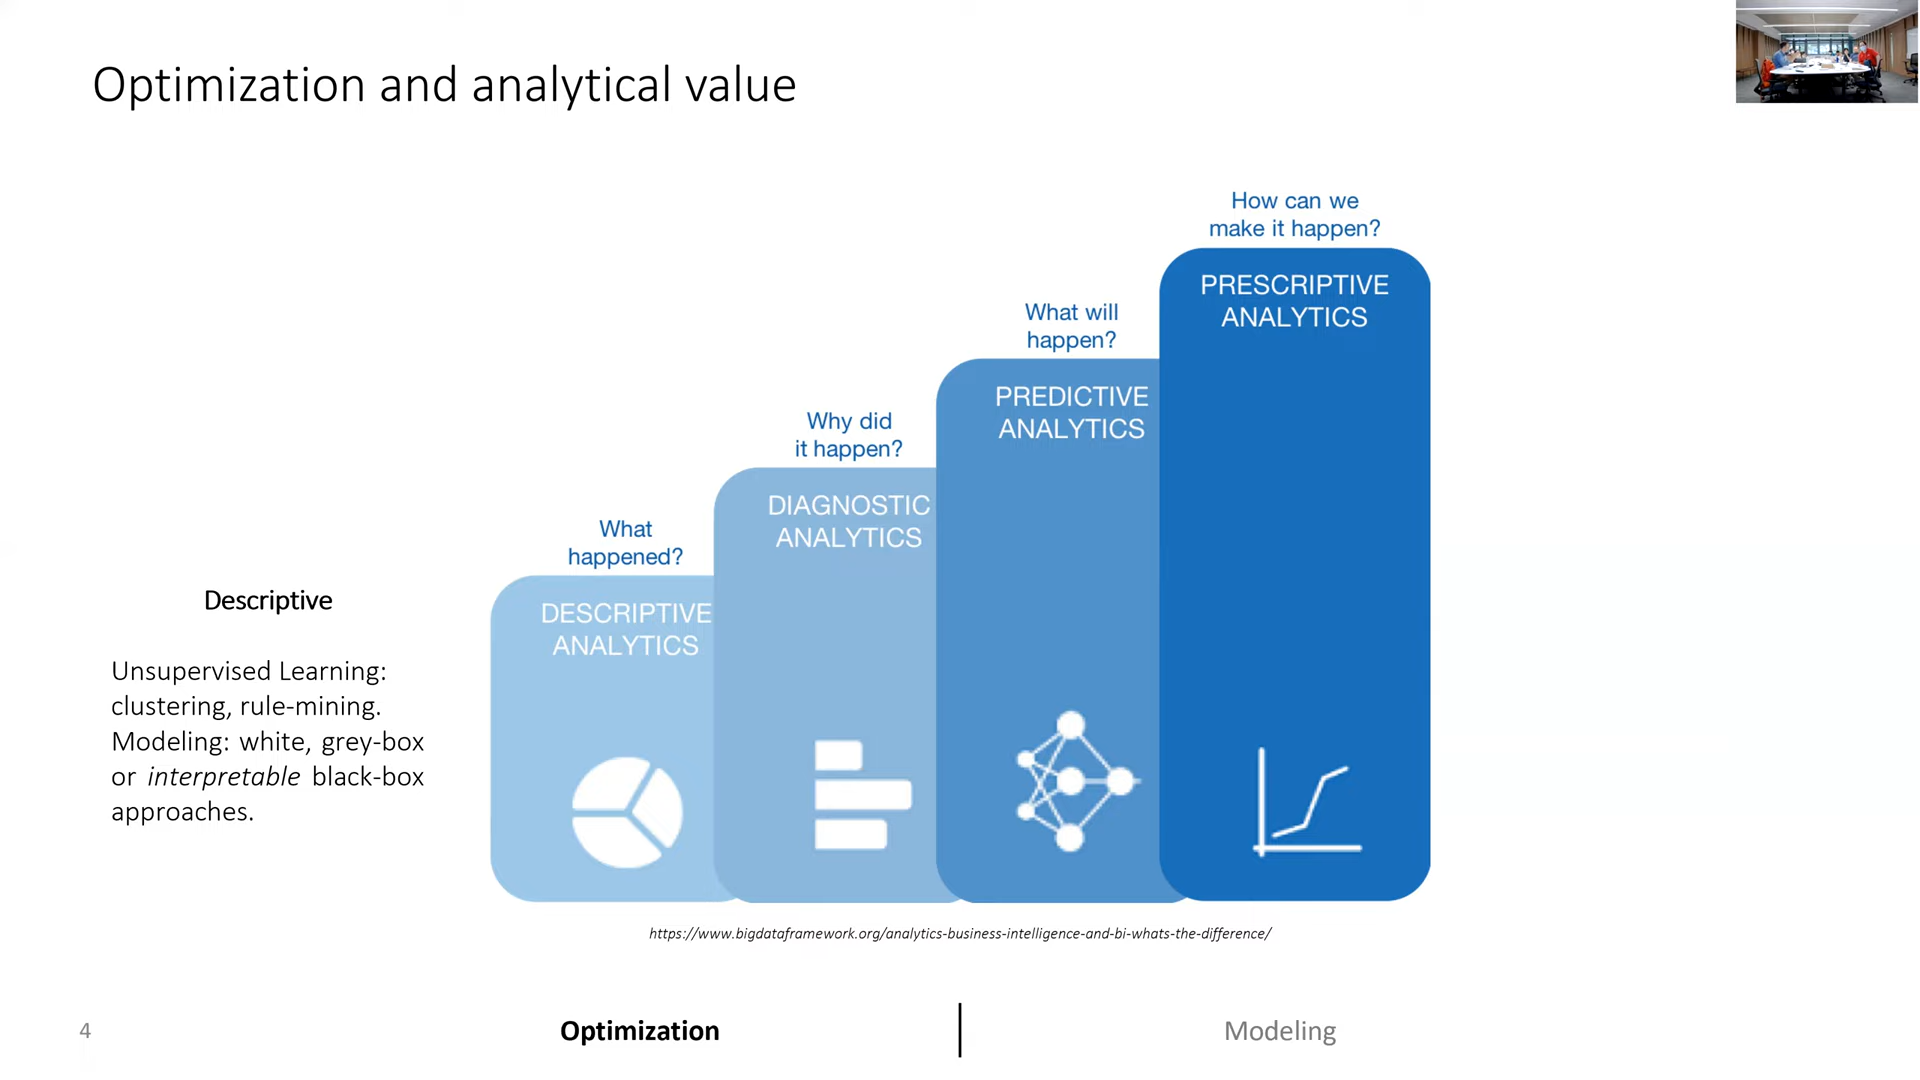 Optimization and analytical value
How can we
make it happen?
PRESCRIPTIVE
ANALYTICS
What will
happen?
PREDICTIVE
ANALYTICS
Why did
it happen?
DIAGNOSTIC
ANALYTICS
What
happened?
DESCRIPTIVE
ANALYTICS
Descriptive
Unsupervised Learning:
clustering, rule-mining.
Modeling: white, grey-box
or interpretable black-box
approaches.
https://www.bigdataframework.org/analytics-business-intelligence-and-bi-whats-the-difference/
4
Optimization
Modeling